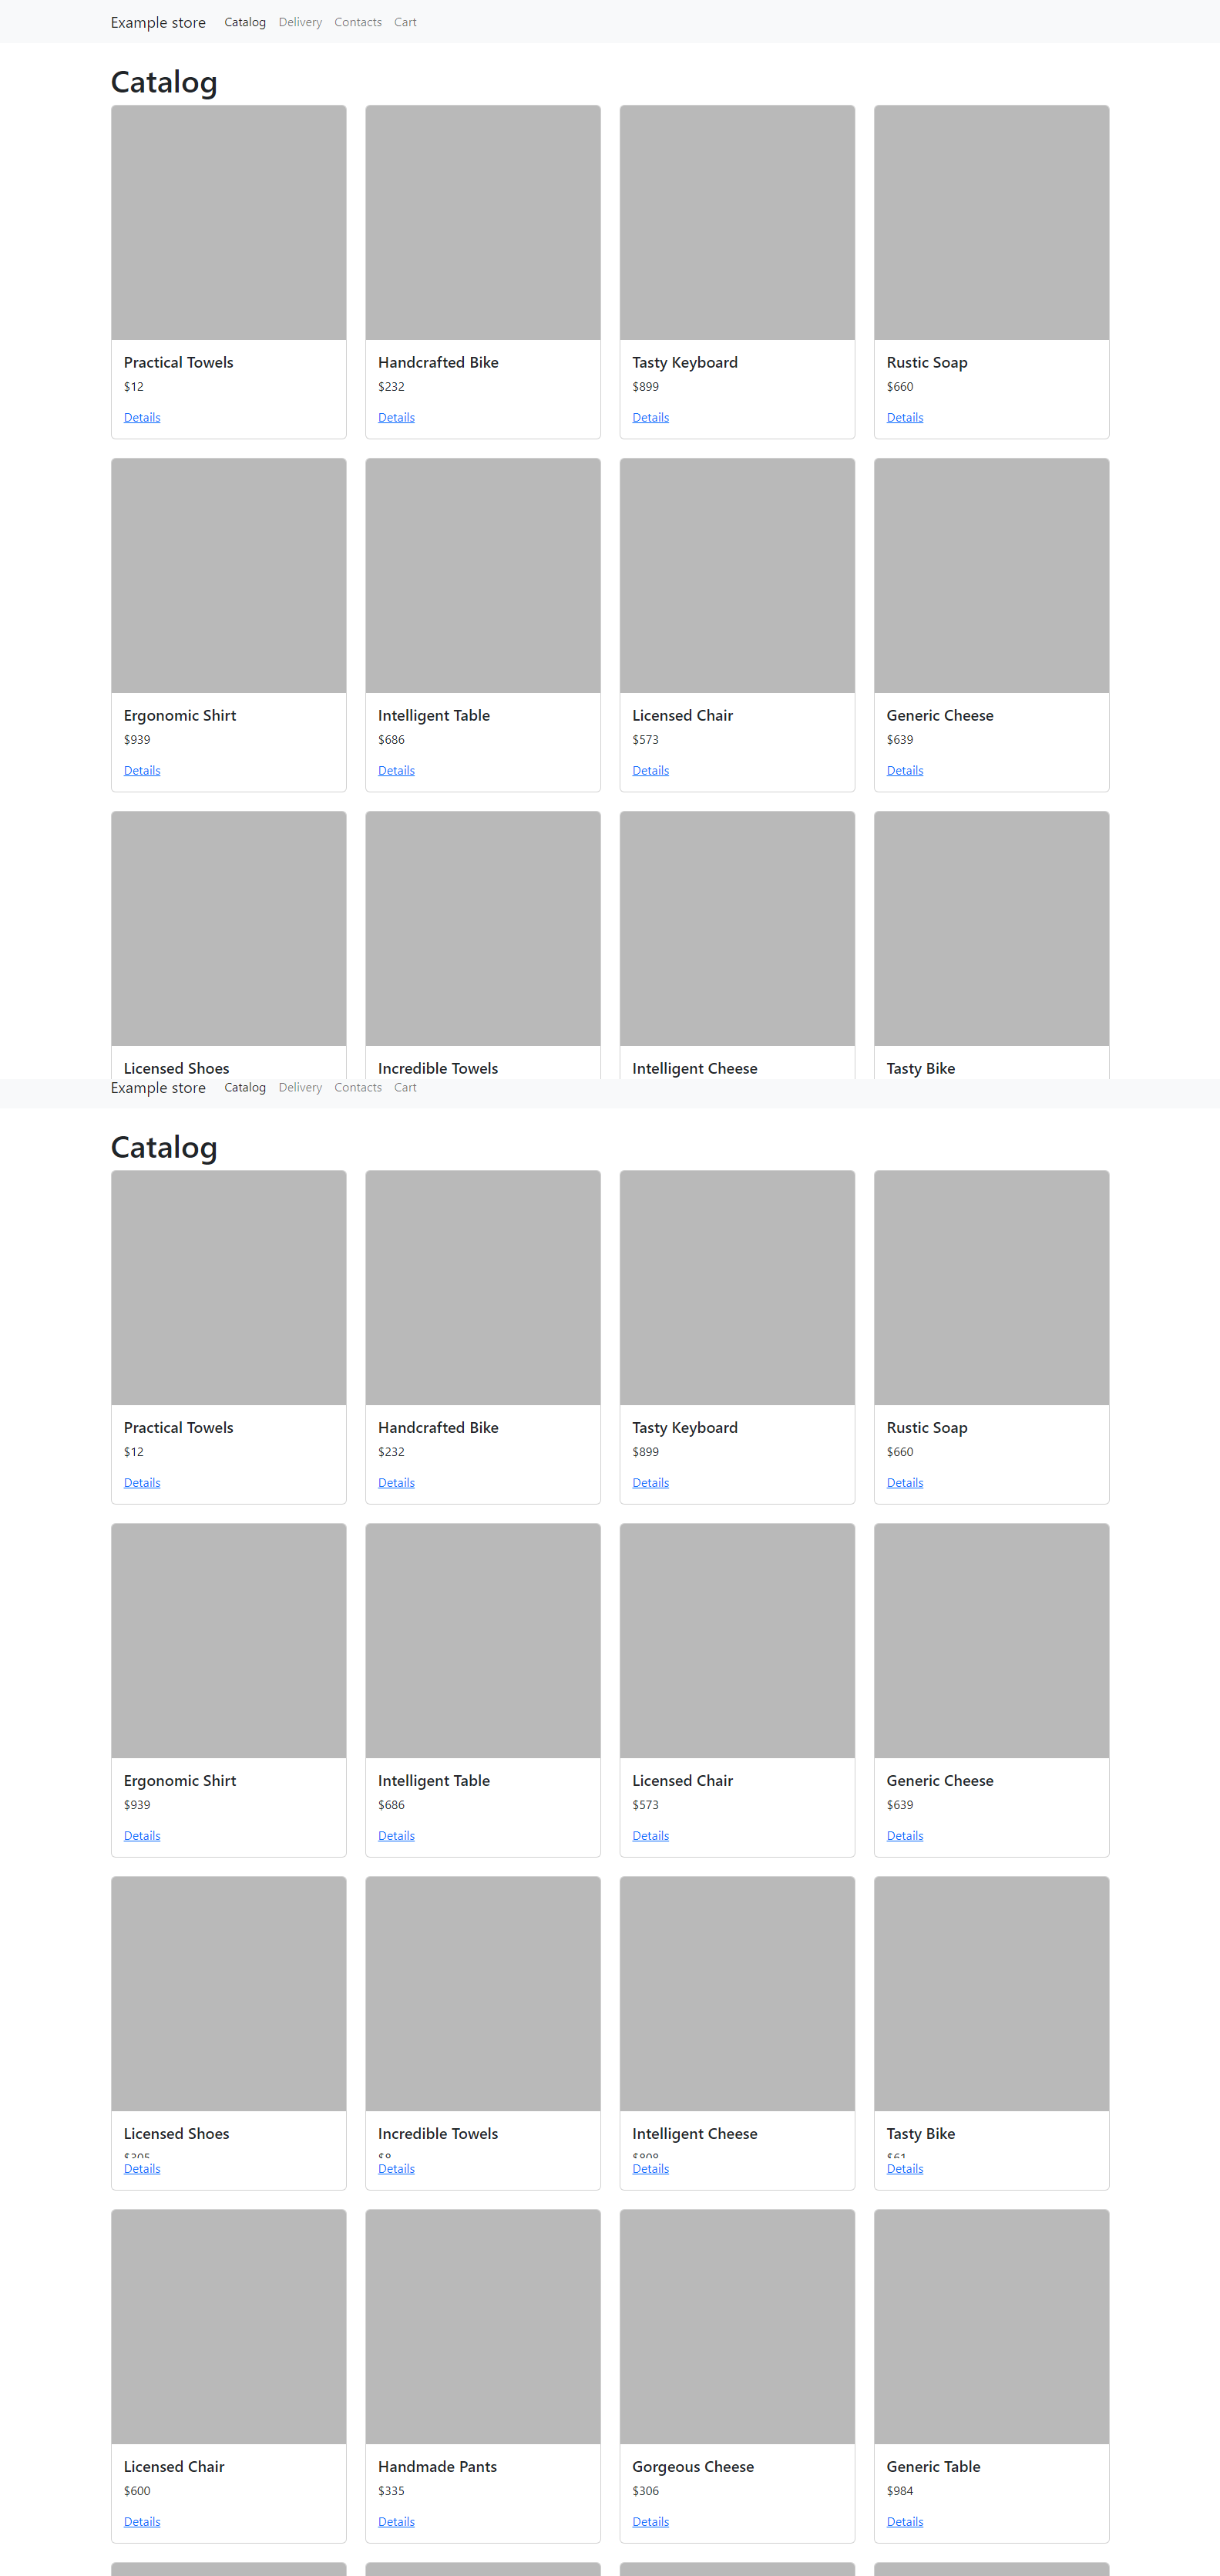 Example store Catalog Delivery Contacts Cart
Catalog
Practical Towels Handcrafted Bike Tasty Keyboard Rustic Soap
$12 $232 $899 $660
Details Details Details Details
Ergonomic Shirt Intelligent Table Licensed Chair Generic Cheese
$939 $686 $573 $639
Details Details Details Details
Licensed Shoes Incredible Towels Intelligent Cheese Tasty Bike
Example store Catalog Delivery Contacts Cart
Catalog
Practical Towels Handcrafted Bike Tasty Keyboard Rustic Soap
$12 $232 $899 $660
Details Details Details Details
Ergonomic Shirt Intelligent Table Licensed Chair Generic Cheese
$939 $686 $573 $639
Details Details Details Details
Licensed Shoes Incredible Towels Intelligent Cheese Tasty Bike
Details Details Details Details
Licensed Chair Handmade Pants Gorgeous Cheese Generic Table
$600 $335 $306 $984
Details Details Details Details